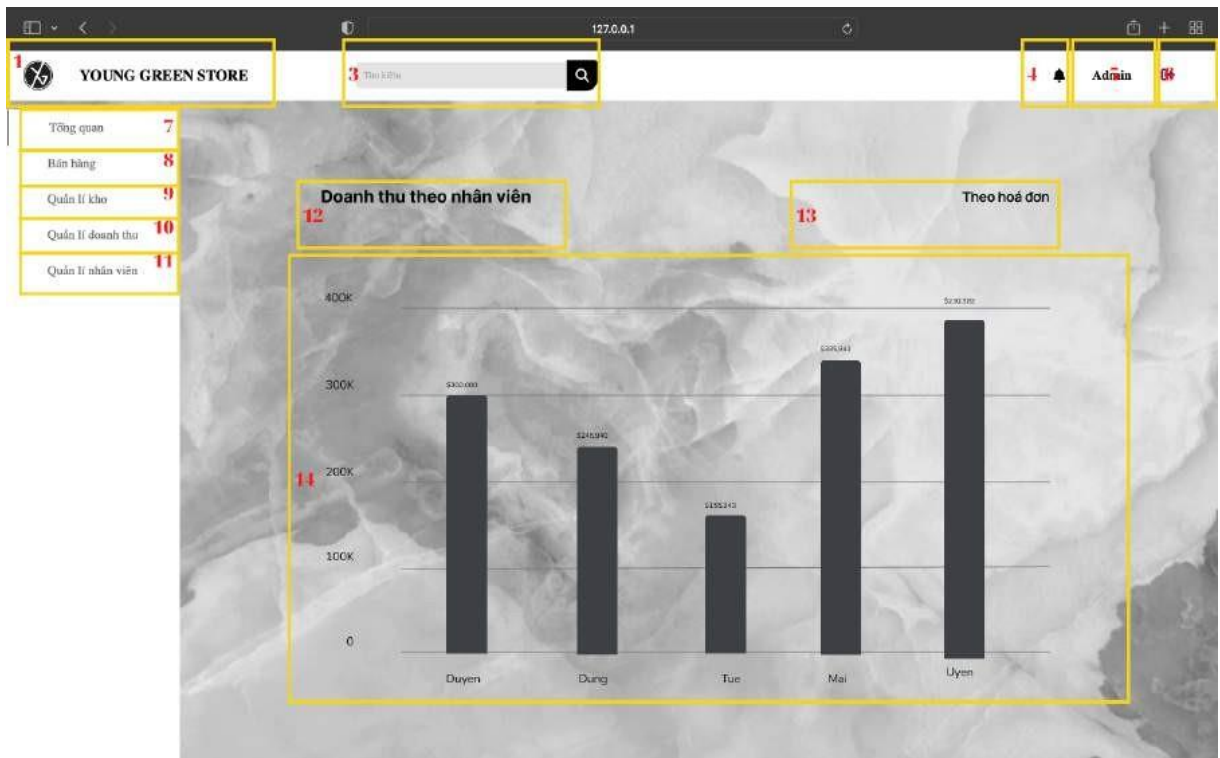 127.0.0.1
1 YOUNG GREEN STORE
3 Tìm kiếm
4
Admin
Tổng quan 7
Bán hàng 8
Quản lí kho 9
Quản lí doanh thu 10
Quản lí nhân viên 11
Doanh thu theo nhân viên
12
Theo hoá đơn
13
14
400K
300K
200K
100K
0
$300,000
Duyen
Dung
Tue
Mai
Uyen